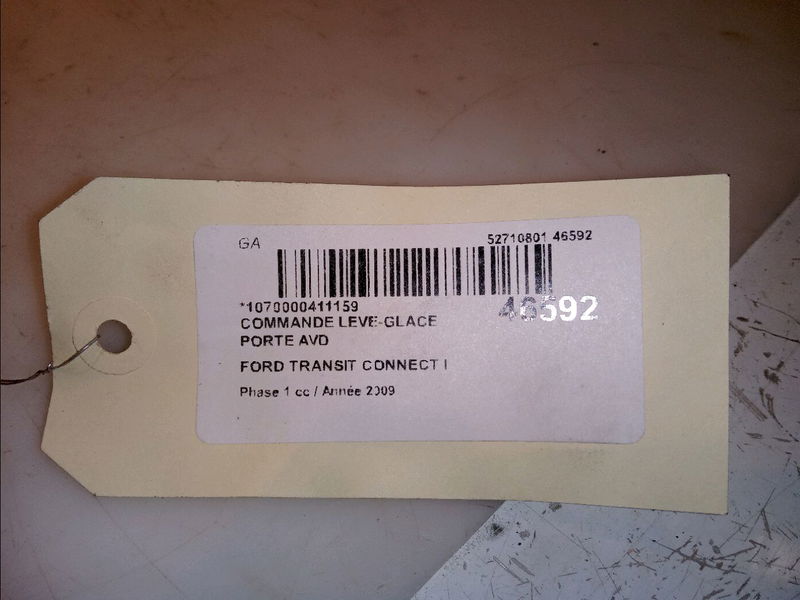 GA
52710801 46592
*1070000411159
46592
COMMANDE LEVE-GLACE
PORTE AVD
FORD TRANSIT CONNECT I
Phase 1 cc / Année 2009